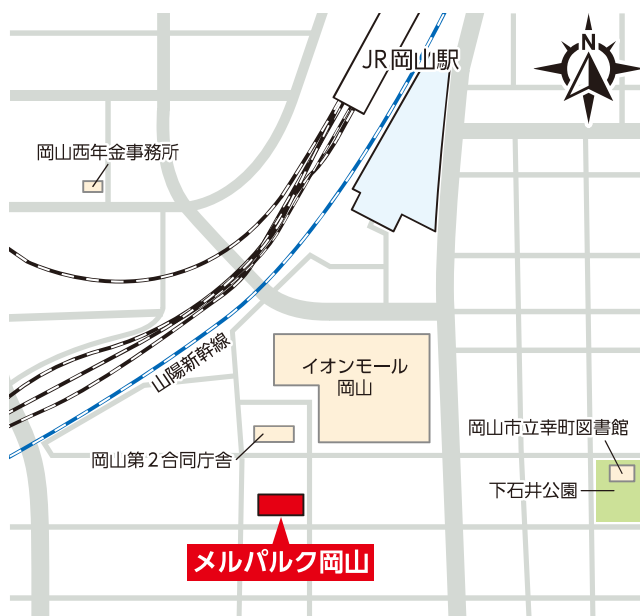 N
JR岡山駅
岡山西年金事務所
山陽新幹線
イオンモール
岡山
岡山市立幸町図書館
岡山第2合同庁舎
下石井公園
メルパルク岡山